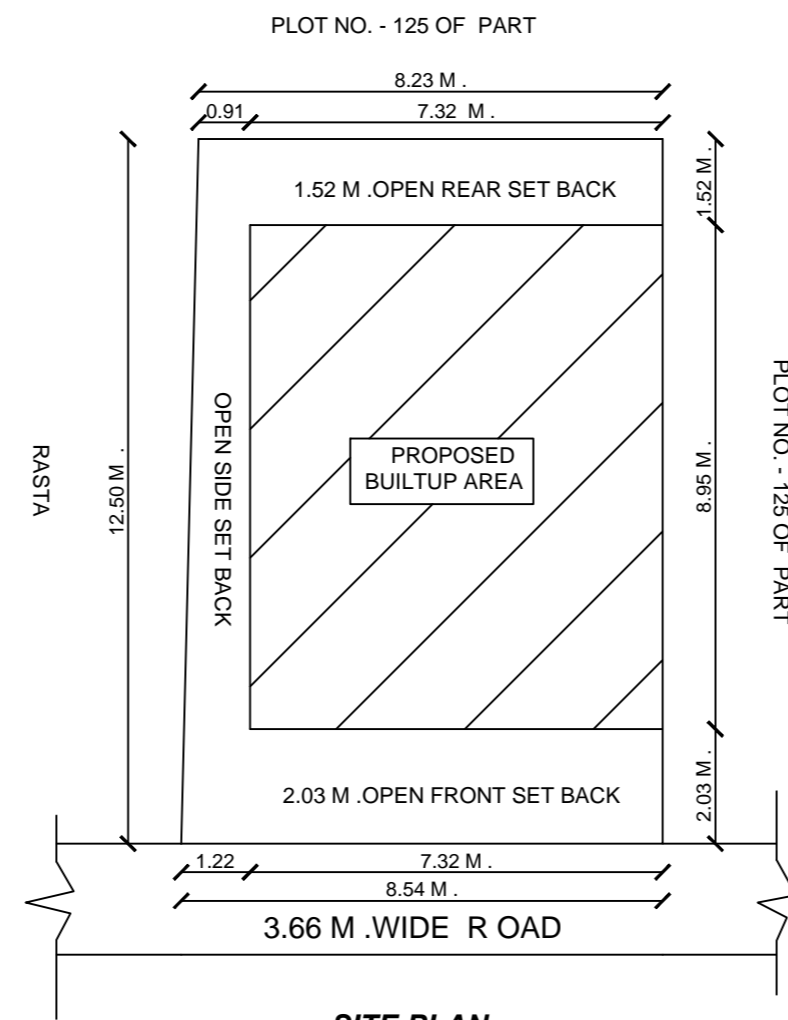 PLOT NO. - 125 OF PART
8.23 M .
0.91
7.32 M .
1.52 M .OPEN REAR SET BACK
1.52 M .
OPEN SIDE SET BACK
PROPOSED
BUILTUP AREA
RASTA
12.50 M .
8.95 M .
PLOT NO. - 125 OF PART
2.03 M .OPEN FRONT SET BACK
2.03 M .
1.22
7.32 M .
8.54 M .
3.66 M .WIDE R OAD
SITE PLAN